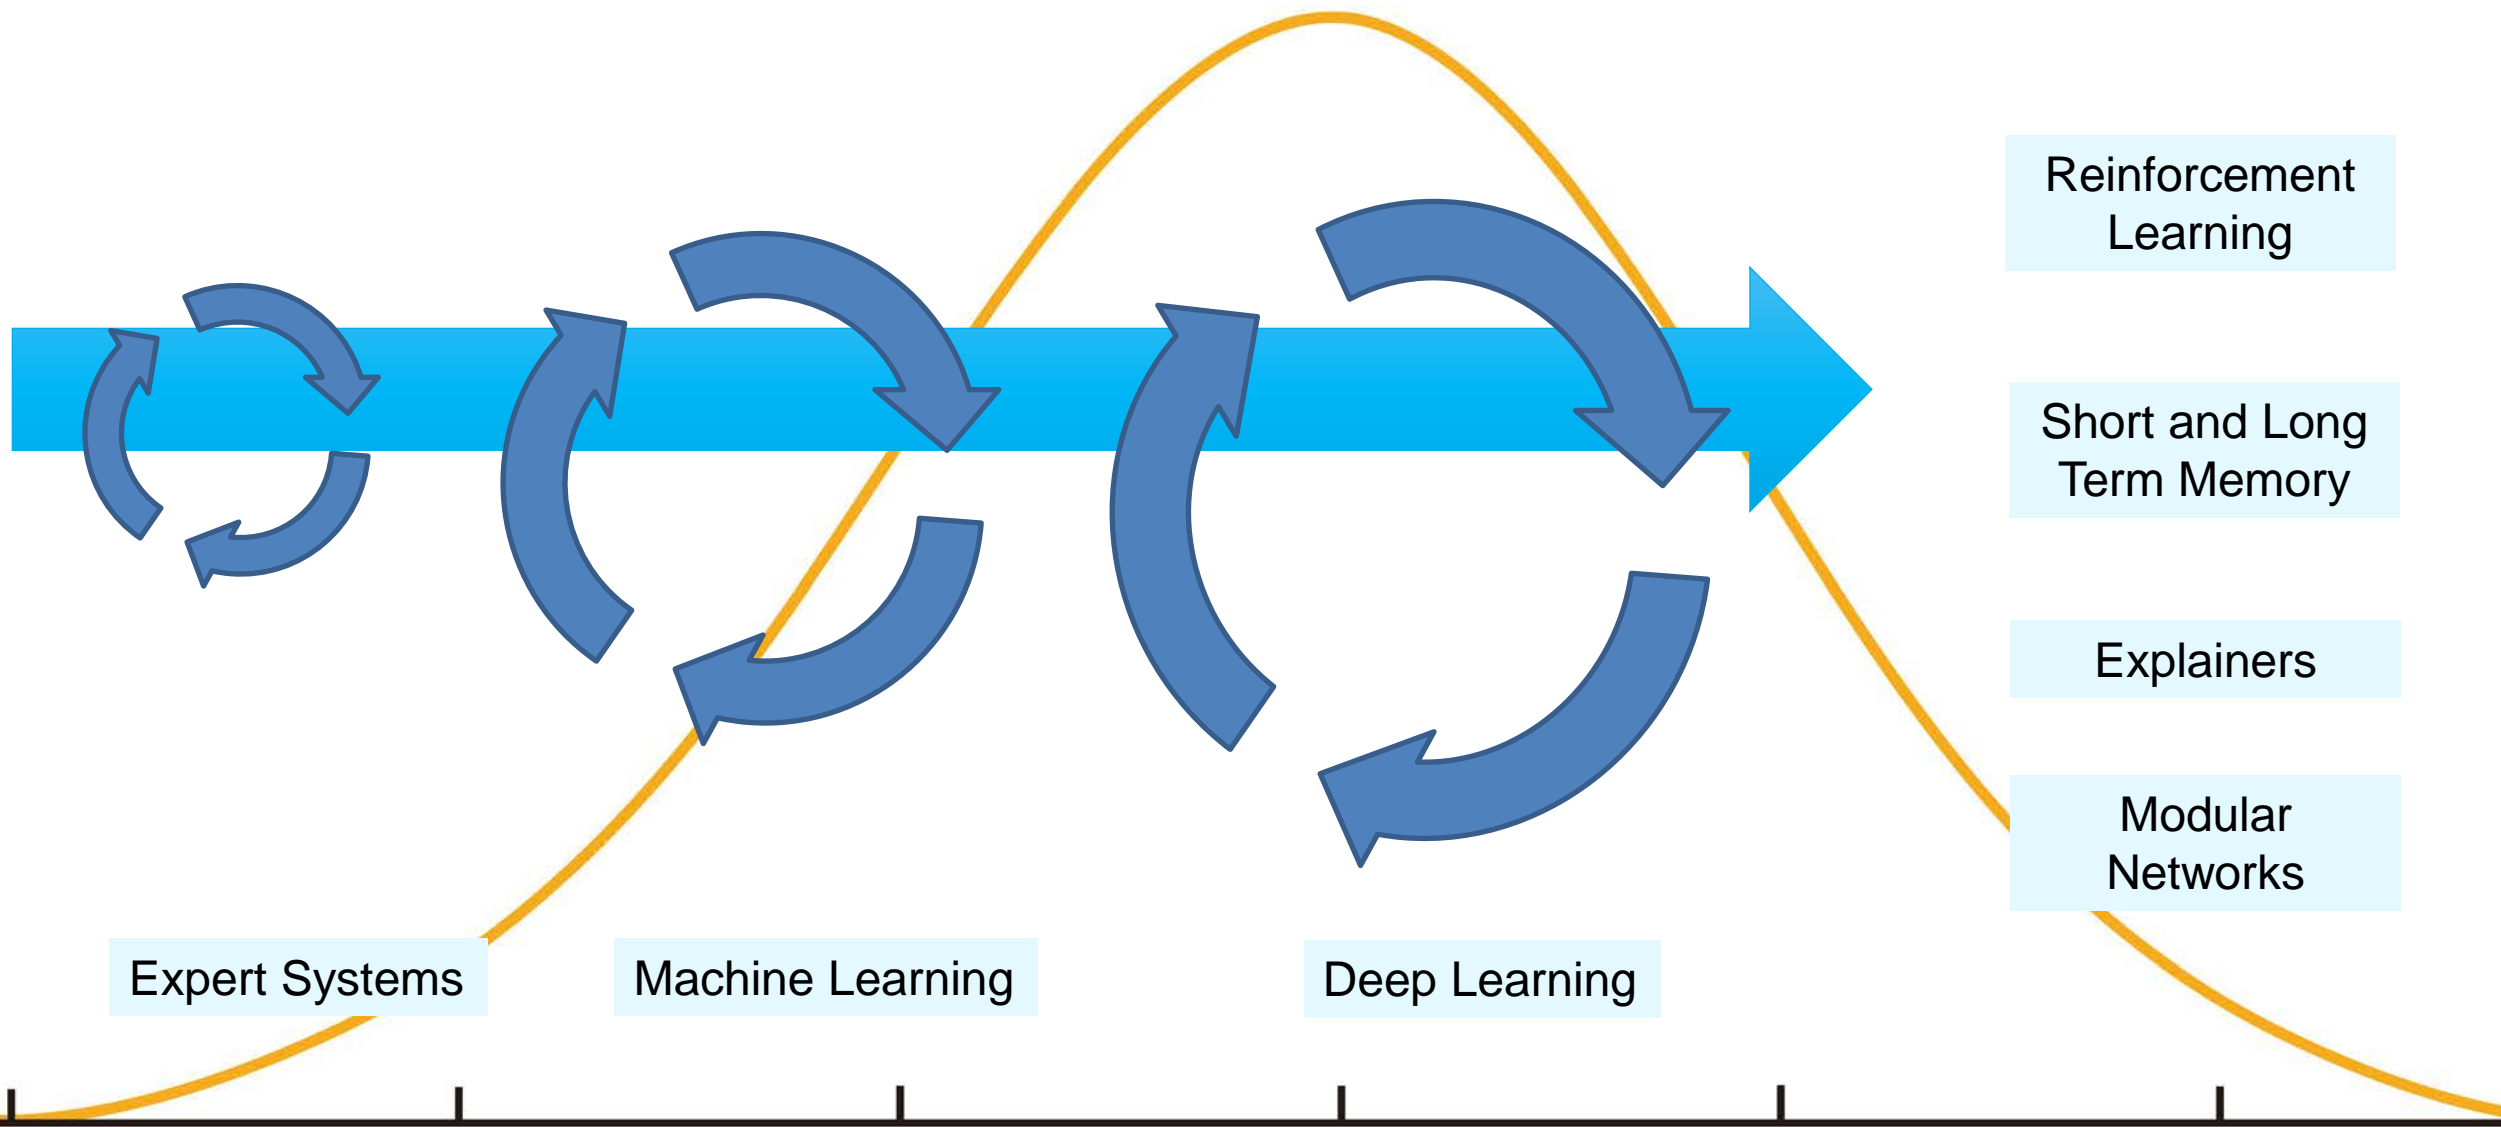 Reinforcement
Learning
Short and Long
Term Memory
Explainers
Modular
Networks
Expert Systems
Machine Learning
Deep Learning